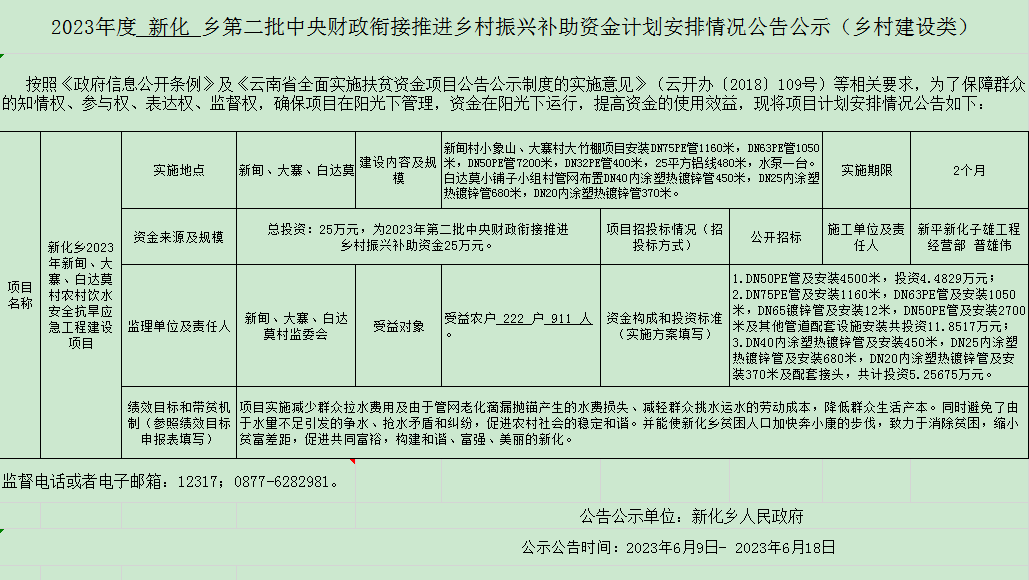 2023年度 新化 乡第二批中央财政衔接推进乡村振兴补助资金计划安排情况公告公示（乡村建设类）
按照《政府信息公开条例》及《云南省全面实施扶贫资金项目公告公示制度的实施意见》（云开办〔2018〕109号）等相关要求，为了保障群众
的知情权、参与权、表达权、监督权，确保项目在阳光下管理，资金在阳光下运行，提高资金的使用效益，现将项目计划安排情况公告如下：
项目
名称
新化乡2023
年新甸、大
寨、白达莫
村农村饮水
安全抗旱应
急工程建设
项目
实施地点
新甸、大寨、白达莫
建设内容及规
模
新甸村小象山、大寨村大竹棚项目安装DN75PE管1160米，DN63PE管1050
米，DN50PE管7200米，DN32PE管400米，25平方铝线480米，水泵一台。
白达莫小铺子小组村管网布置DN40内涂塑热镀锌管450米，DN25内涂塑
热镀锌管680米，DN20内涂塑热镀锌管370米。
实施期限
2个月
资金来源及规模
总投资：25万元，为2023年第二批中央财政衔接推进
乡村振兴补助资金25万元。
项目招投标情况（招
投标方式）
公开招标
施工单位及责
任人
新平新化子雄工程
经营部 普雄伟
监理单位及责任人
新甸、大寨、白达
莫村监委会
受益对象
受益农户 222 户 911 人
。
资金构成和投资标准
（实施方案填写）
1.DN50PE管及安装4500米，投资4.4829万元；
2.DN75PE管及安装1160米，DN63PE管及安装1050
米，DN65镀锌管及安装12米，DN50PE管及安装2700
米及其他管道配套设施安装共投资11.8517万元；
3.DN40内涂塑热镀锌管及安装450米，DN25内涂塑
热镀锌管及安装680米，DN20内涂塑热镀锌管及安
装370米及配套接头，共计投资5.25675万元。
绩效目标和带贫机
制（参照绩效目标
申报表填写）
项目实施减少群众拉水费用及由于管网老化滴漏抛锚产生的水费损失、减轻群众挑水运水的劳动成本，降低群众生活产本。同时避免了由
于水量不足引发的争水、抢水矛盾和纠纷，促进农村社会的稳定和谐。并能使新化乡贫困人口加快奔小康的步伐，致力于消除贫困，缩小
贫富差距，促进共同富裕，构建和谐、富强、美丽的新化。
监督电话或者电子邮箱：12317；0877-6282981。
公告公示单位：新化乡人民政府
公示公告时间：2023年6月9日- 2023年6月18日